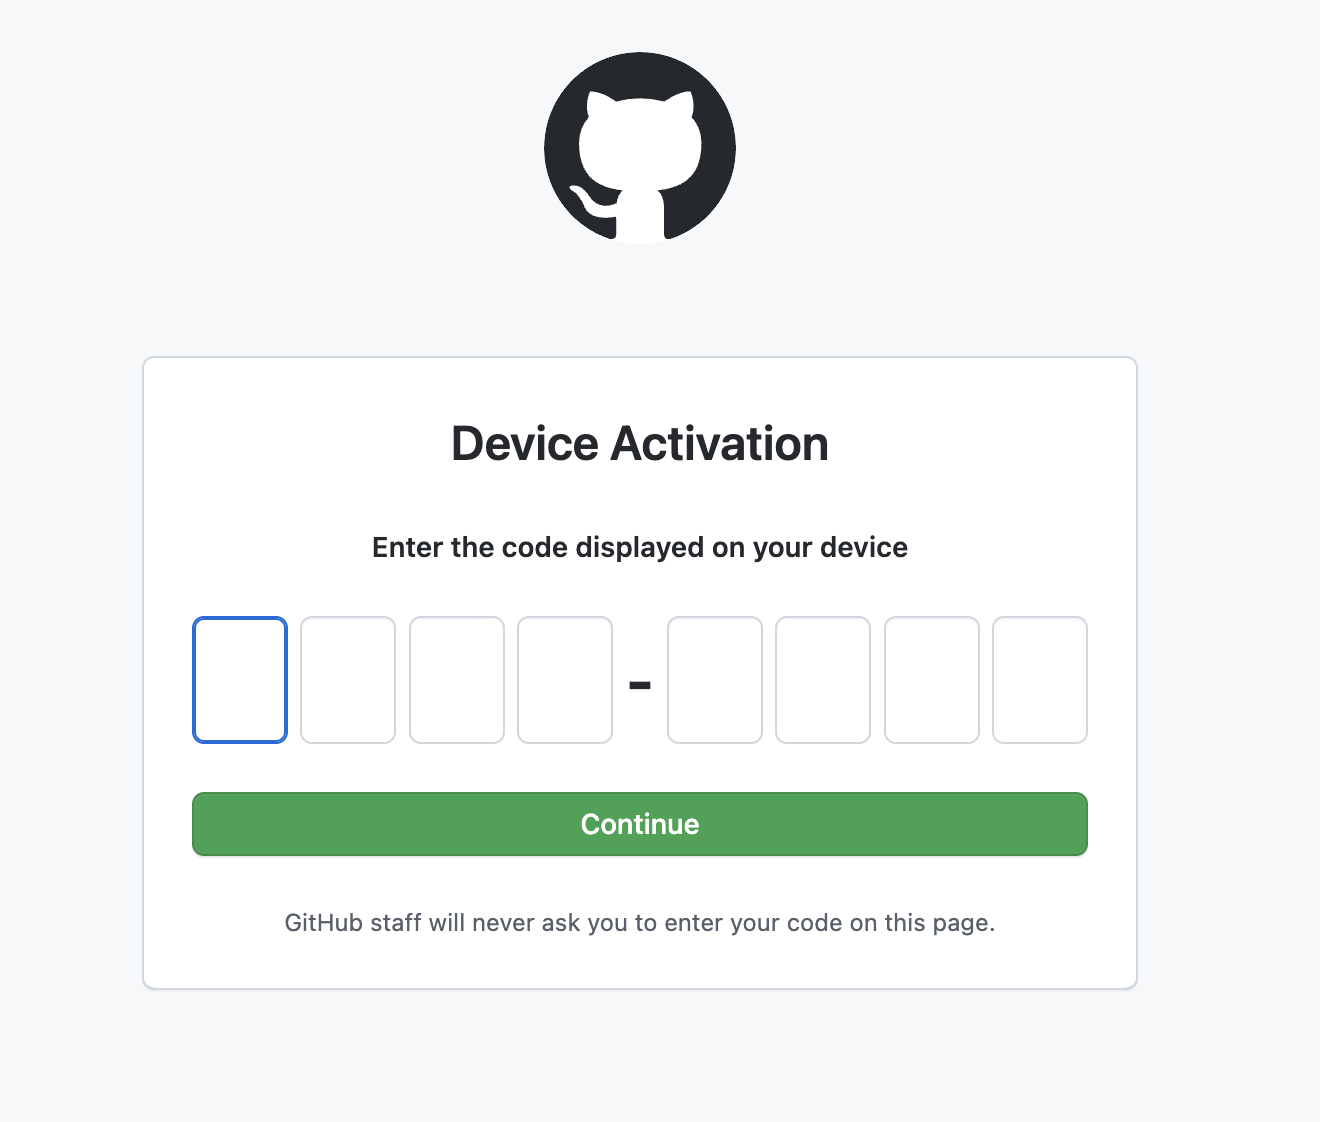 Device Activation
Enter the code displayed on your device
-
Continue
GitHub staff will never ask you to enter your code on this page.